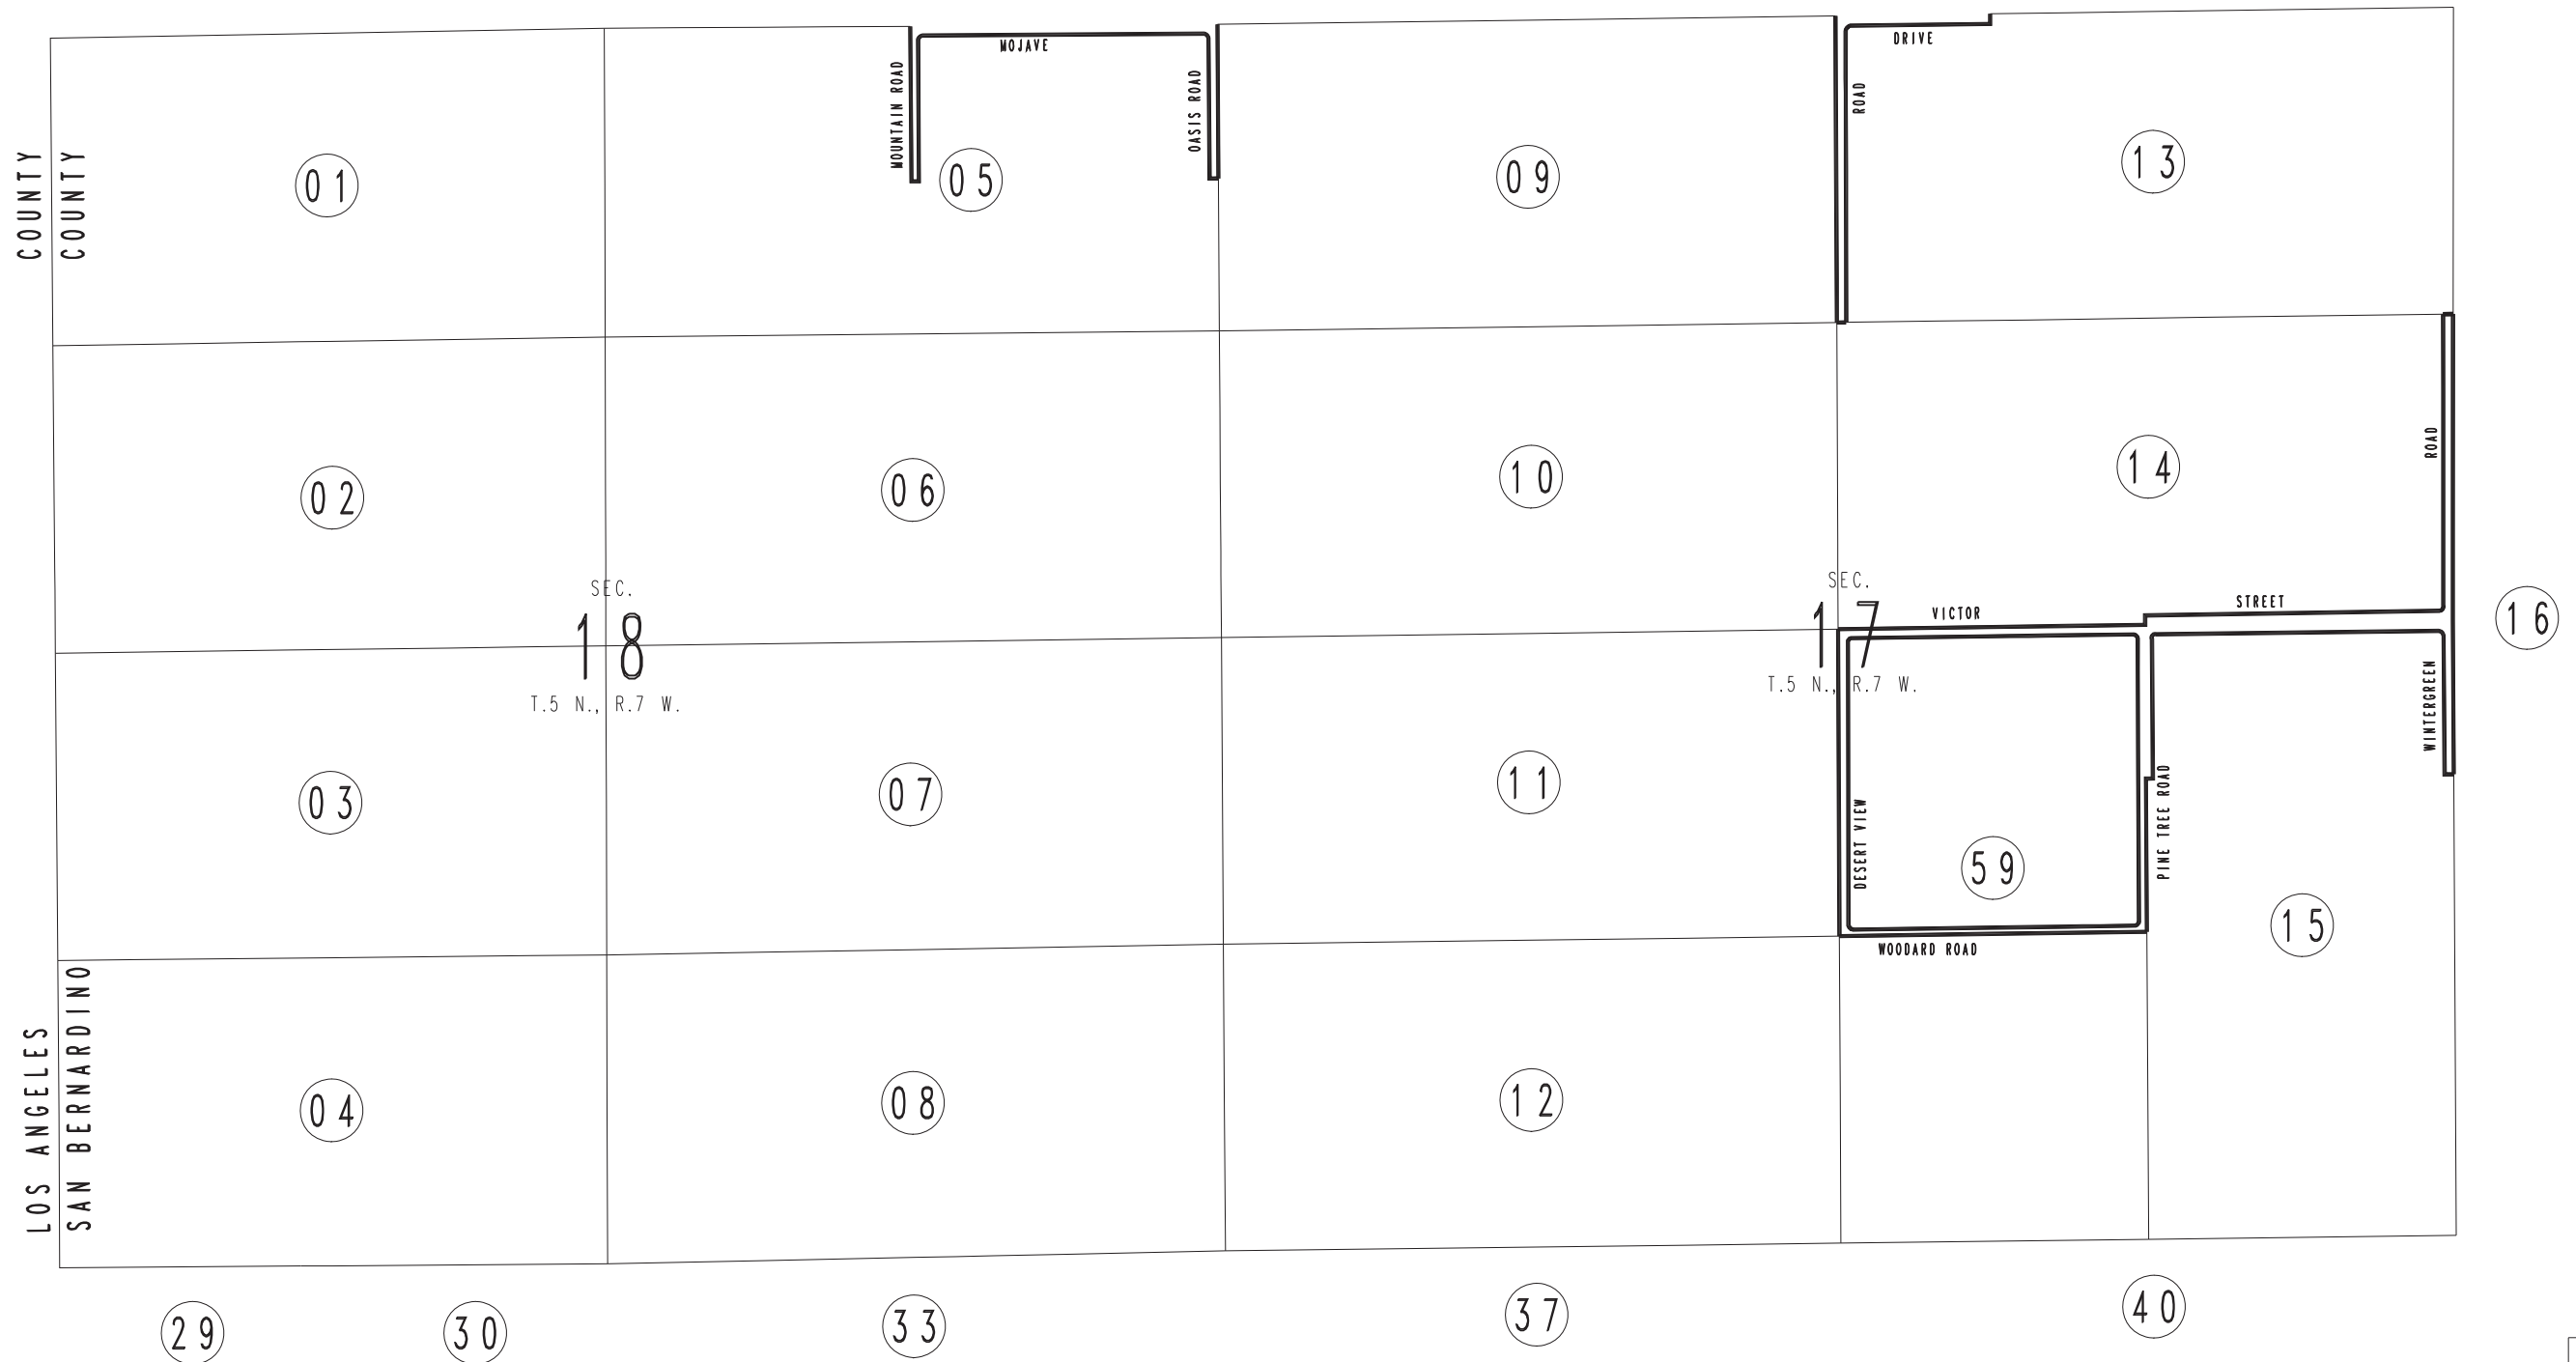 MOJAVE
DRIVE
MOUNTAIN ROAD
OASIS ROAD
ROAD
COUNTY
COUNTY
01
05
09
13
02
06
10
14
ROAD
SEC.
18
T.5 N., R.7 W.
SEC.
17
T.5 N., R.7 W.
VICTOR
STREET
16
WINTERGREEN
03
07
11
DESERT VIEW
PINE TREE ROAD
59
15
WOODARD ROAD
LOS ANGELES
SAN BERNARDINO
04
08
12
29
30
33
37
40